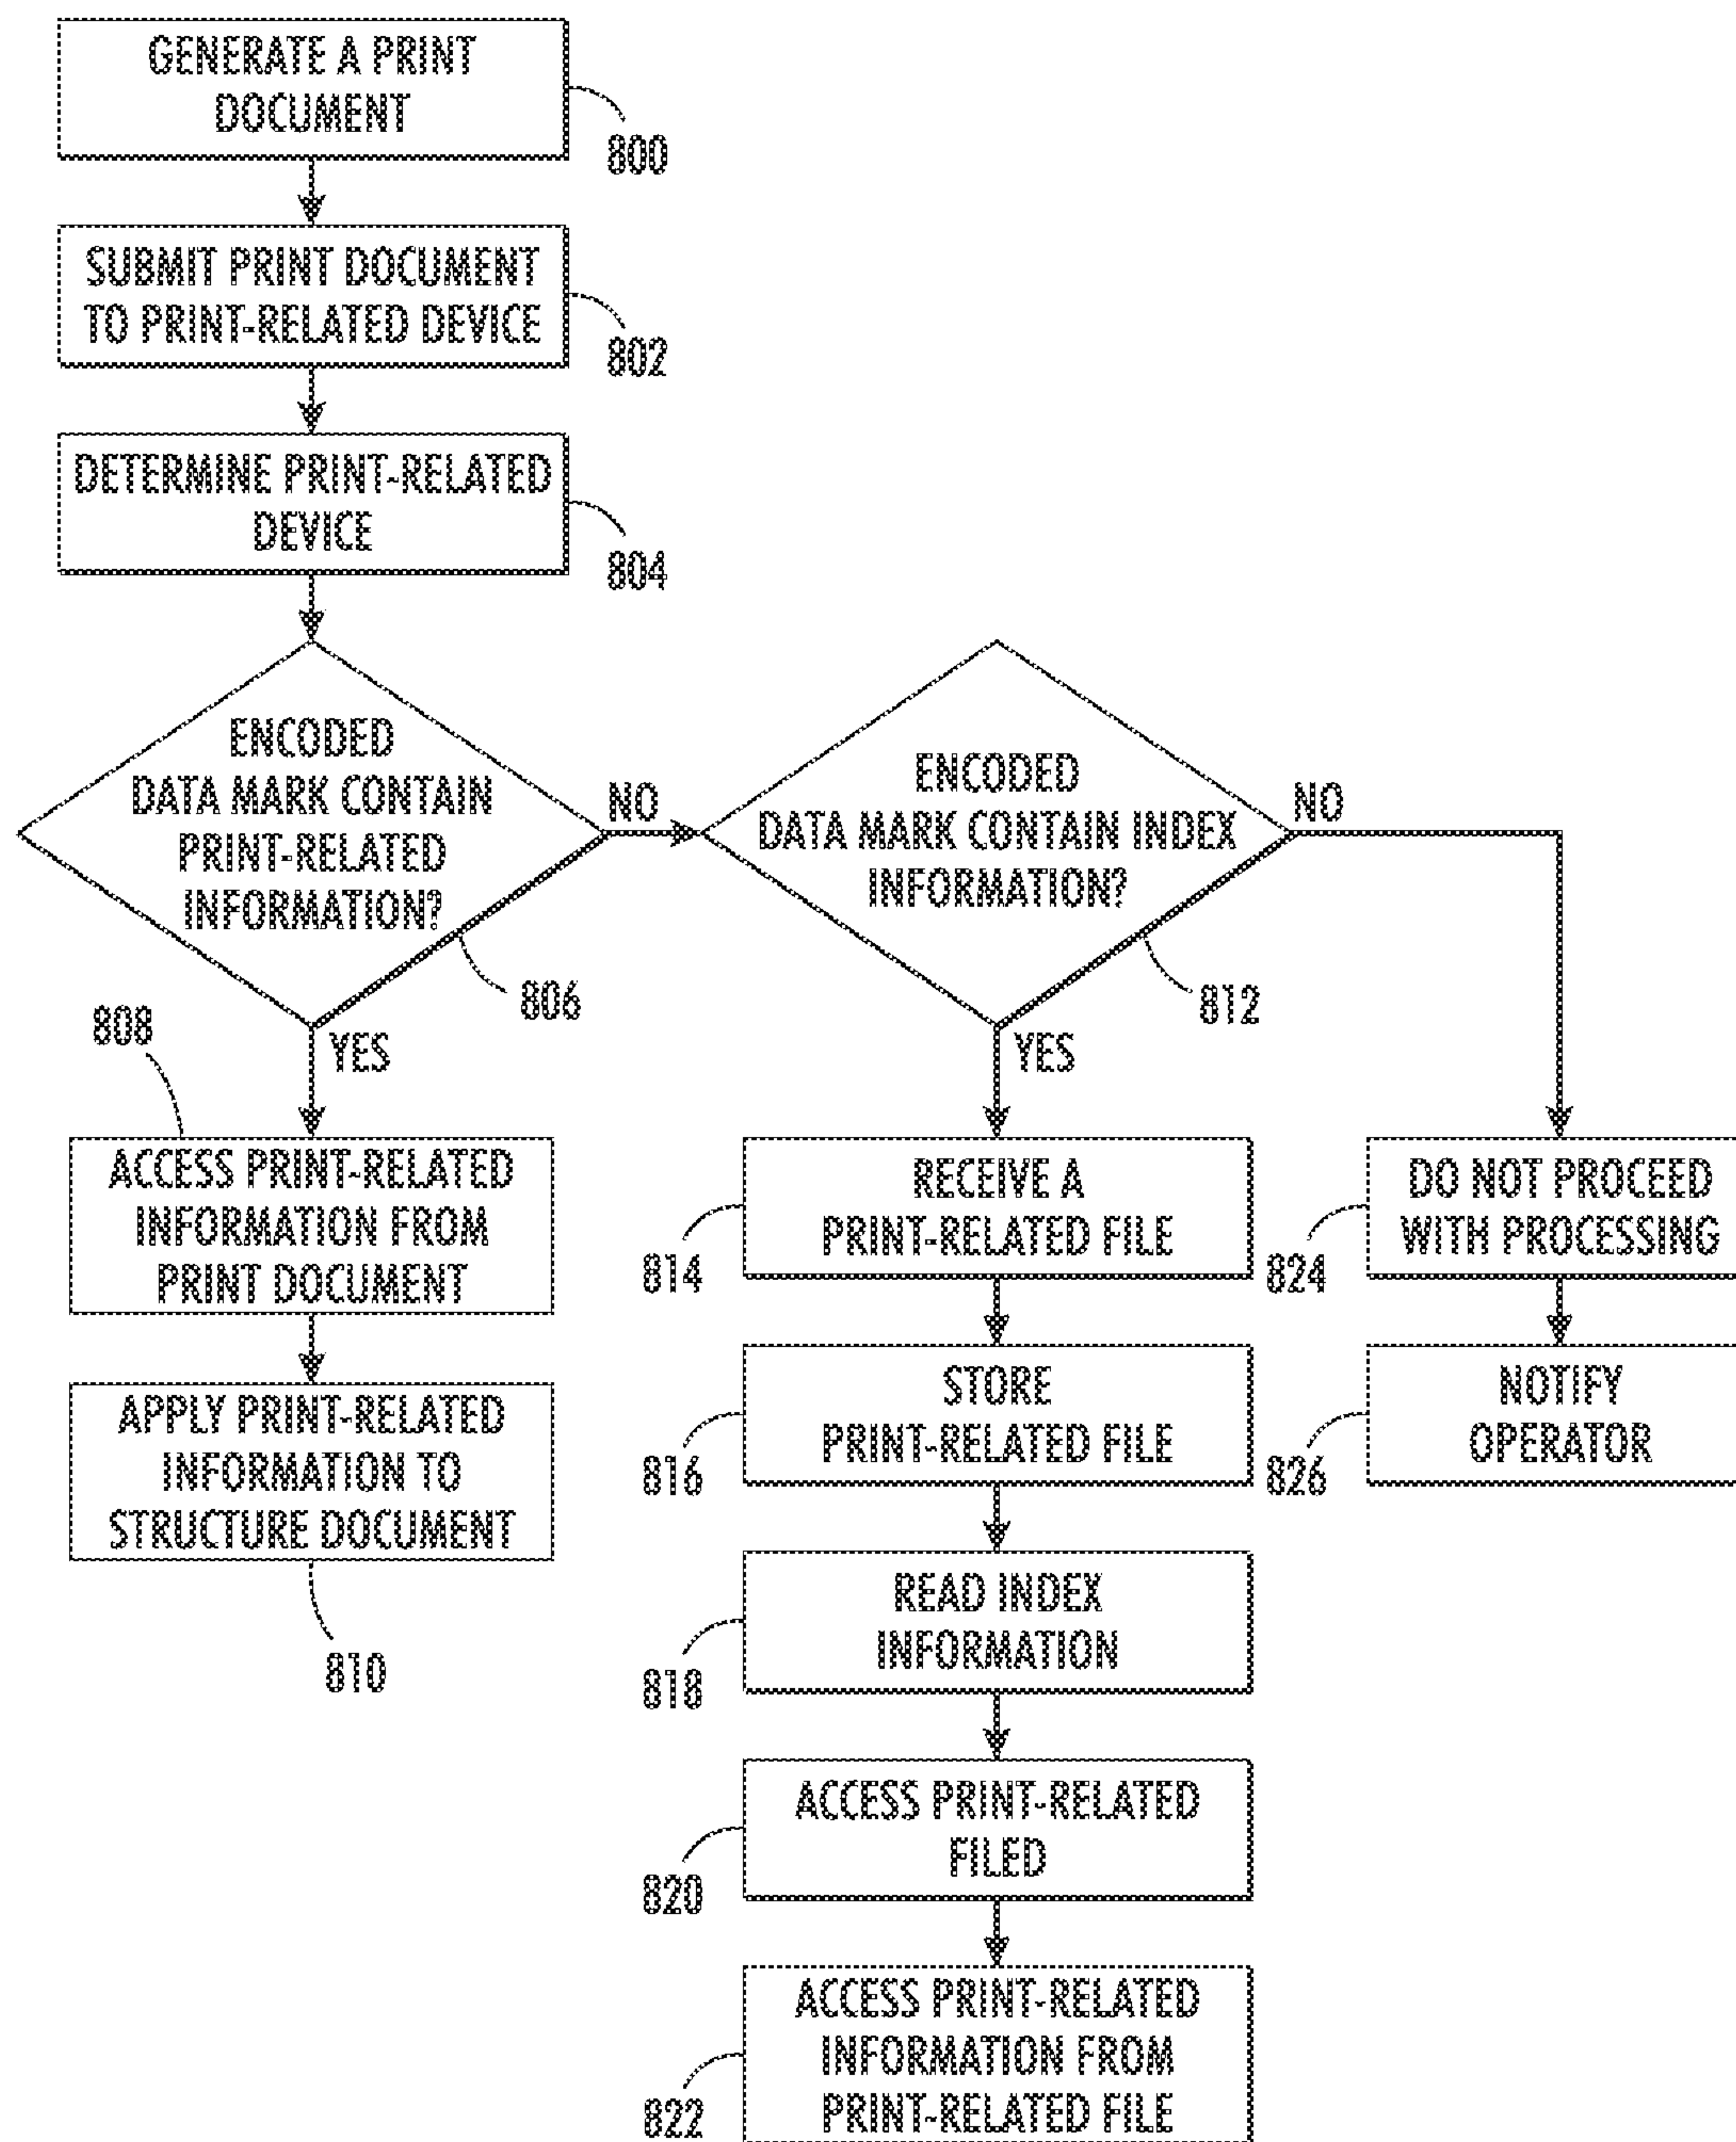 GENERATE A PRINT
DOCUMENT
800
SUBMIT PRINT DOCUMENT
TO PRINT-RELATED DEVICE
802
DETERMINE PRINT-RELATED
DEVICE
804
ENCODED
DATA MARK CONTAIN
PRINT-RELATED
INFORMATION?
806
NO
YES
808
ACCESS PRINT-RELATED
INFORMATION FROM
PRINT DOCUMENT
APPLY PRINT-RELATED
INFORMATION TO
STRUCTURE DOCUMENT
810
ENCODED
DATA MARK CONTAIN INDEX
INFORMATION?
812
NO
YES
RECEIVE A
PRINT-RELATED FILE
814
STORE
PRINT-RELATED FILE
816
READ INDEX
INFORMATION
818
ACCESS PRINT-RELATED
FILED
820
ACCESS PRINT-RELATED
INFORMATION FROM
PRINT-RELATED FILE
822
DO NOT PROCEED
WITH PROCESSING
824
NOTIFY
OPERATOR
826